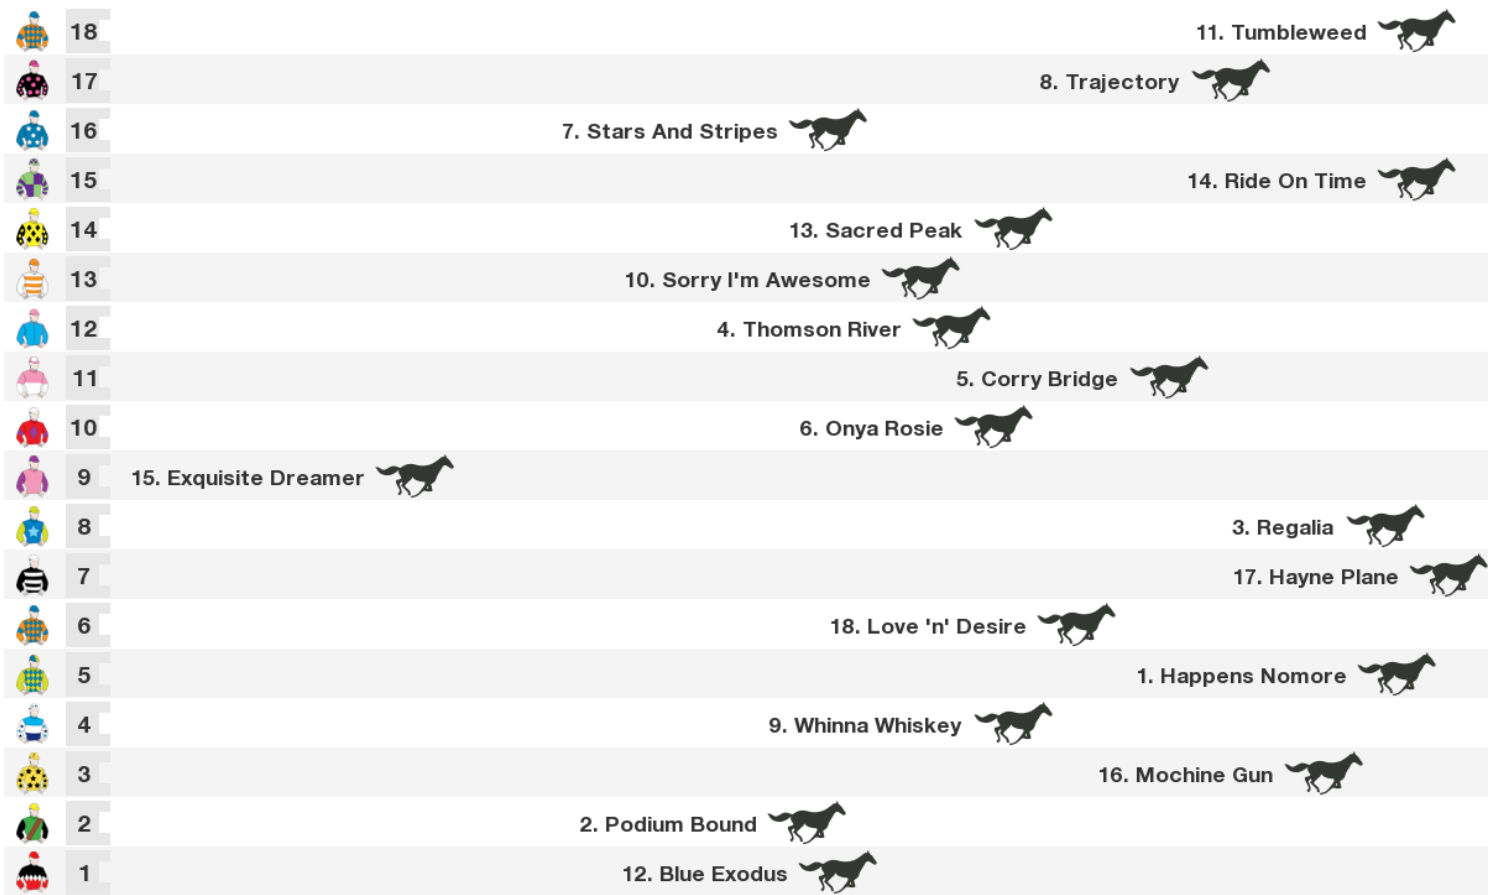 18 11. Tumbleweed
17 8. Trajectory
16 7. Stars And Stripes
15 14. Ride On Time
14 13. Sacred Peak
13 10. Sorry I'm Awesome
12 4. Thomson River
11 5. Corry Bridge
10 6. Onya Rosie
9 15. Exquisite Dreamer
8 3. Regalia
7 17. Hayne Plane
6 18. Love 'n' Desire
5 1. Happens Nomore
4 9. Whinna Whiskey
3 16. Mochine Gun
2 2. Podium Bound
1 12. Blue Exodus